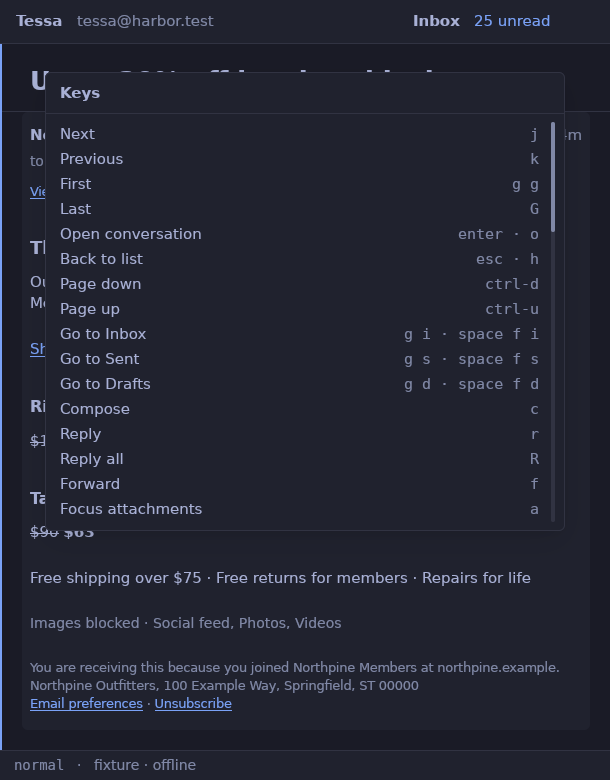 Tessa tessa@harbor.test Inbox 25 unread
Keys
Next j
to
Previous k
First g g
Last G
Open conversation enter · o
Back to list esc · h
Page down ctrl-d
Page up ctrl-u
Go to Inbox g i · space f i
Go to Sent g s · space f s
Go to Drafts g d · space f d
Compose c
Reply r
Reply all R
Forward f
Focus attachments a
$90 $63
Free shipping over $75 · Free returns for members · Repairs for life
Images blocked · Social feed, Photos, Videos
You are receiving this because you joined Northpine Members at northpine.example.
Northpine Outfitters, 100 Example Way, Springfield, ST 00000
Email preferences · Unsubscribe
normal · fixture · offline